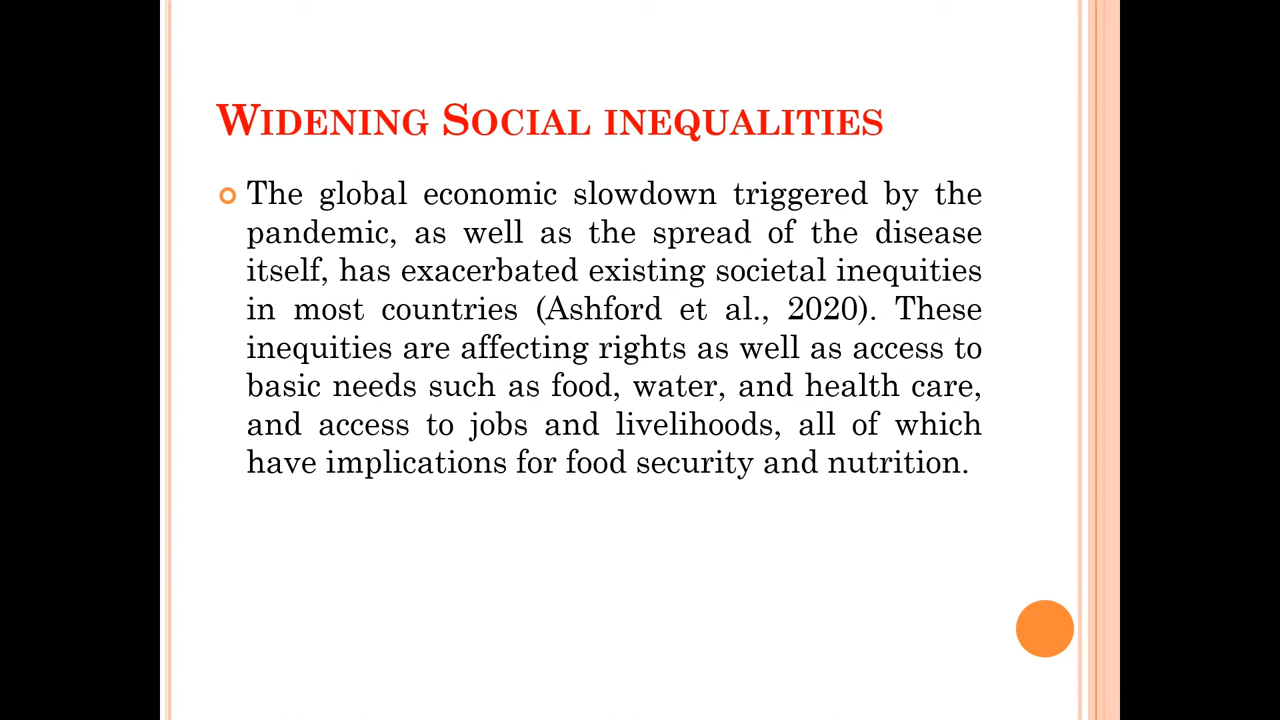 Widening Social inequalities
The global economic slowdown triggered by the
pandemic, as well as the spread of the disease
itself, has exacerbated existing societal inequities
in most countries (Ashford et al., 2020). These
inequities are affecting rights as well as access to
basic needs such as food, water, and health care,
and access to jobs and livelihoods, all of which
have implications for food security and nutrition.